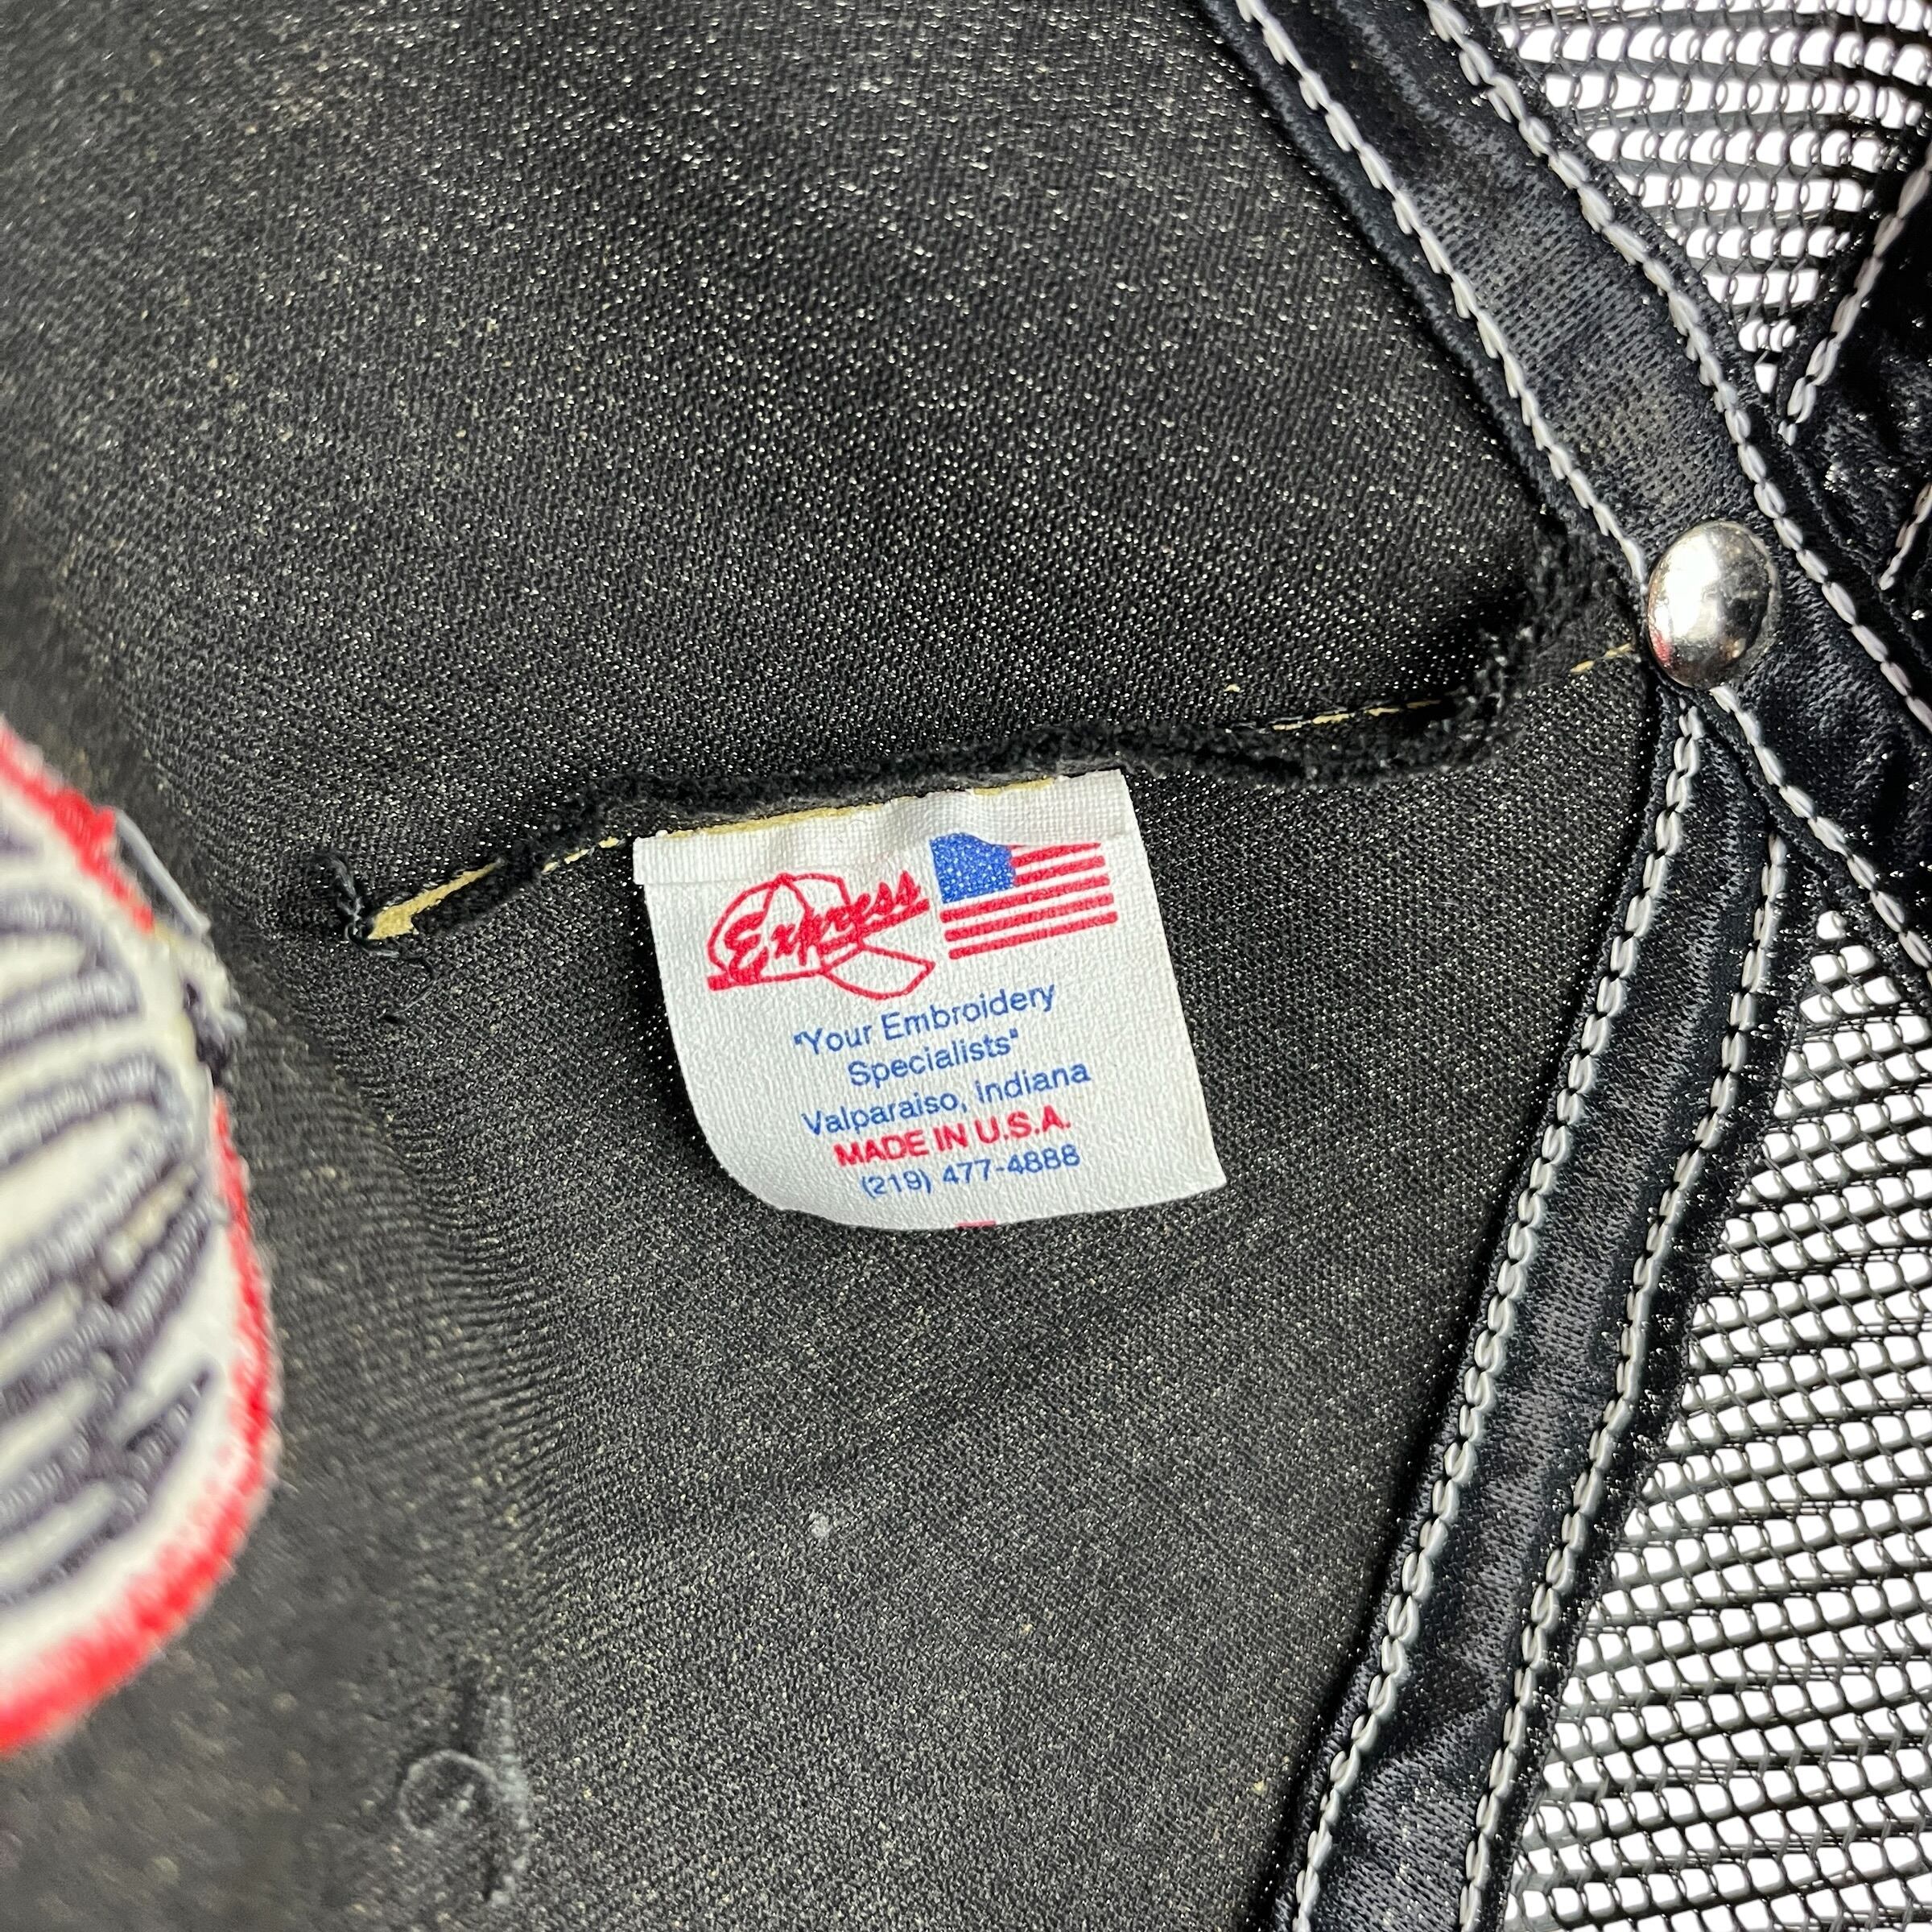 Express
"Your Embroidery
Specialists"
Valparaiso, Indiana
MADE IN U.S.A.
(219) 477-4888